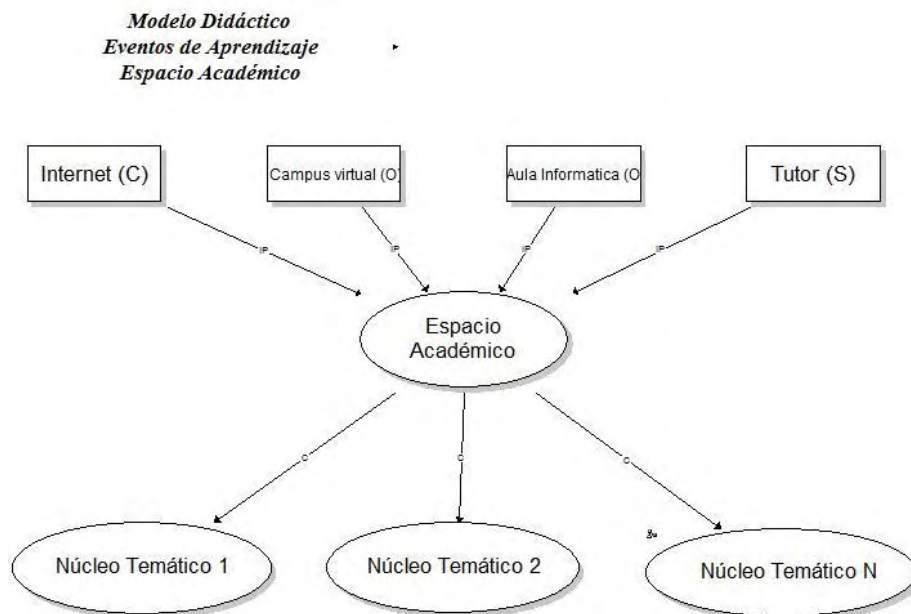 Modelo Didáctico
Eventos de Aprendizaje
Espacio Académico
Internet (C)
Campus virtual (O)
Aula Informatica (O
Tutor (S)
IP
IP
IP
IP
Espacio
Académico
C
C
C
Núcleo Temático 1
Núcleo Temático 2
Núcleo Temático N